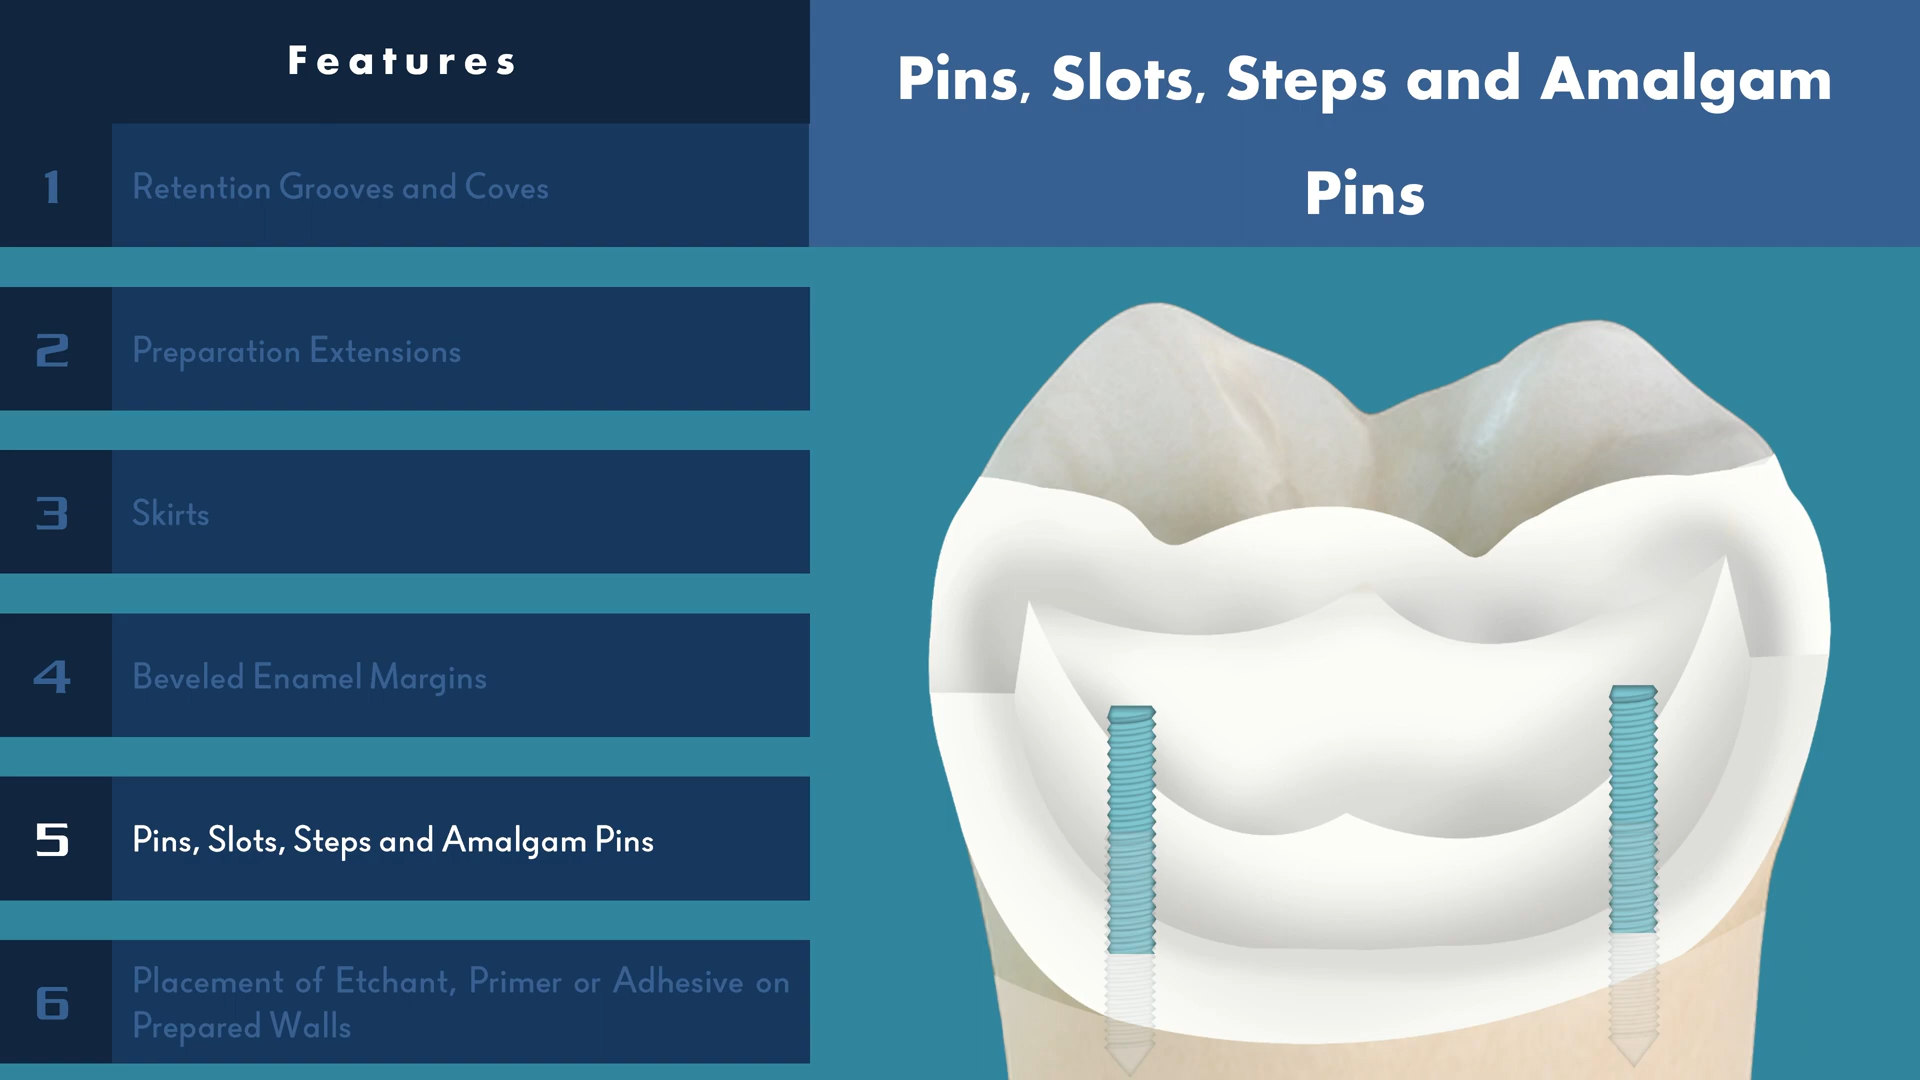 Features
Pins, Slots, Steps and Amalgam
Pins
1
Retention Grooves and Coves
2
Preparation Extensions
3
Skirts
4
Beveled Enamel Margins
5
Pins, Slots, Steps and Amalgam Pins
6
Placement of Etchant, Primer or Adhesive on
Prepared Walls